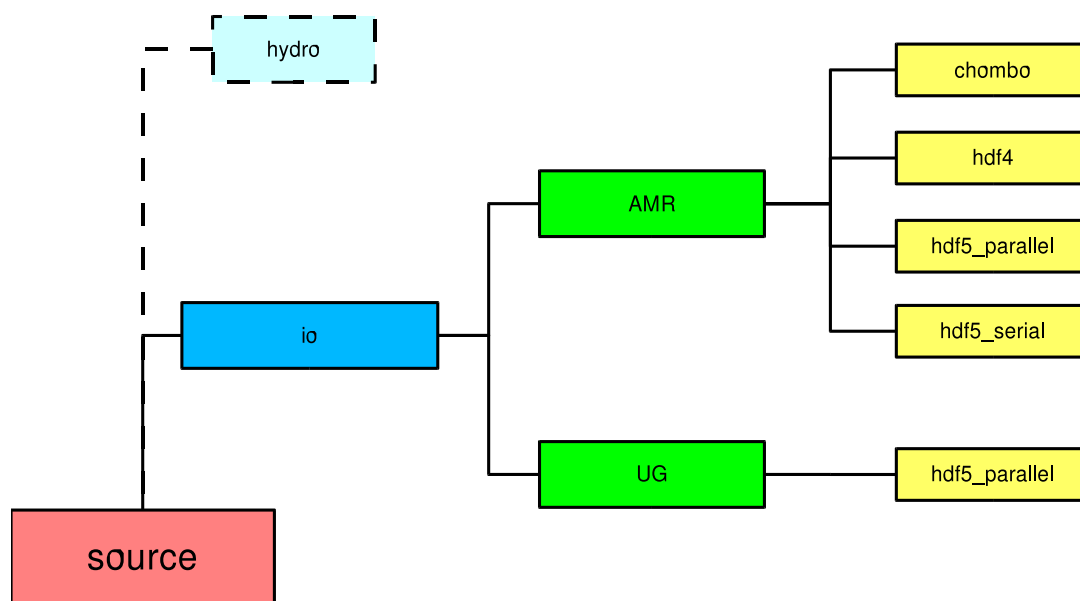 hydro
chombo
hdf4
AMR
hdf5_parallel
io
hdf5_serial
UG
hdf5_parallel
source